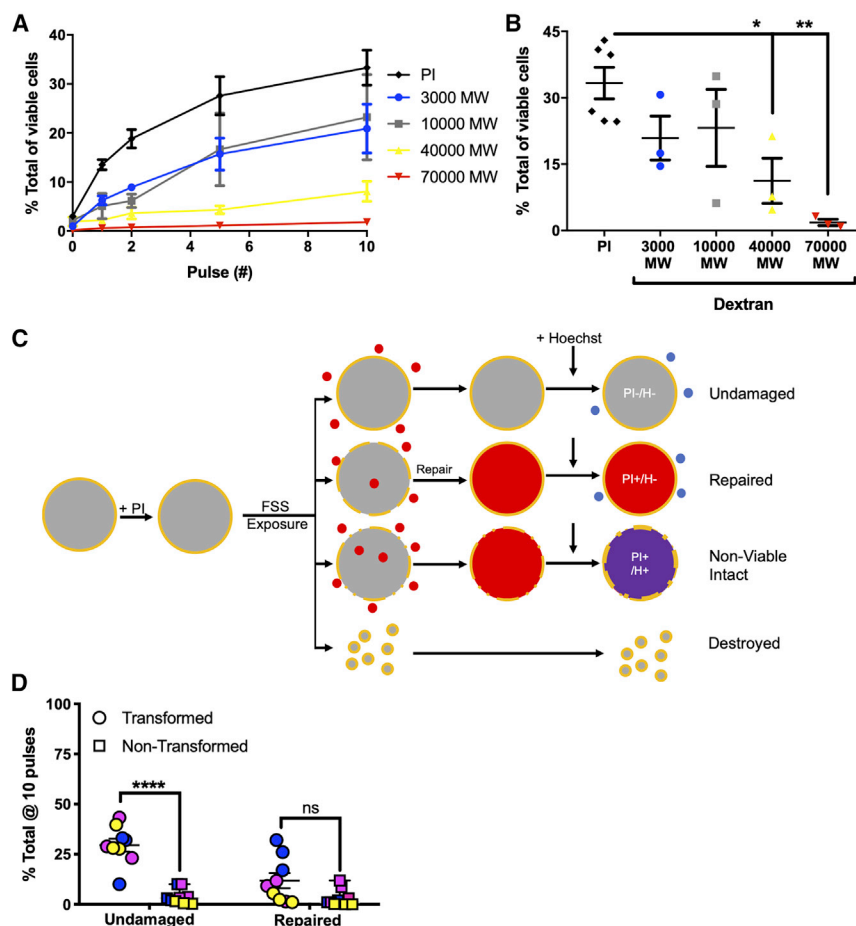 A
% Total of viable cells
40
30
20
10
0
0
2
4
6
8
10
Pulse (#)
PI
3000 MW
10000 MW
40000 MW
70000 MW
B
% Total of viable cells
45
30
15
0
*
**
PI
3000
MW
10000
MW
40000
MW
70000
MW
Dextran
C
+ PI
FSS
Exposure
Repair
+ Hoechst
PI-/H-
Undamaged
PI+/H-
Repaired
PI+
/H+
Non-Viable
Intact
Destroyed
D
% Total @ 10 pulses
100
75
50
25
0
Transformed
Non-Transformed
****
ns
Undamaged
Repaired